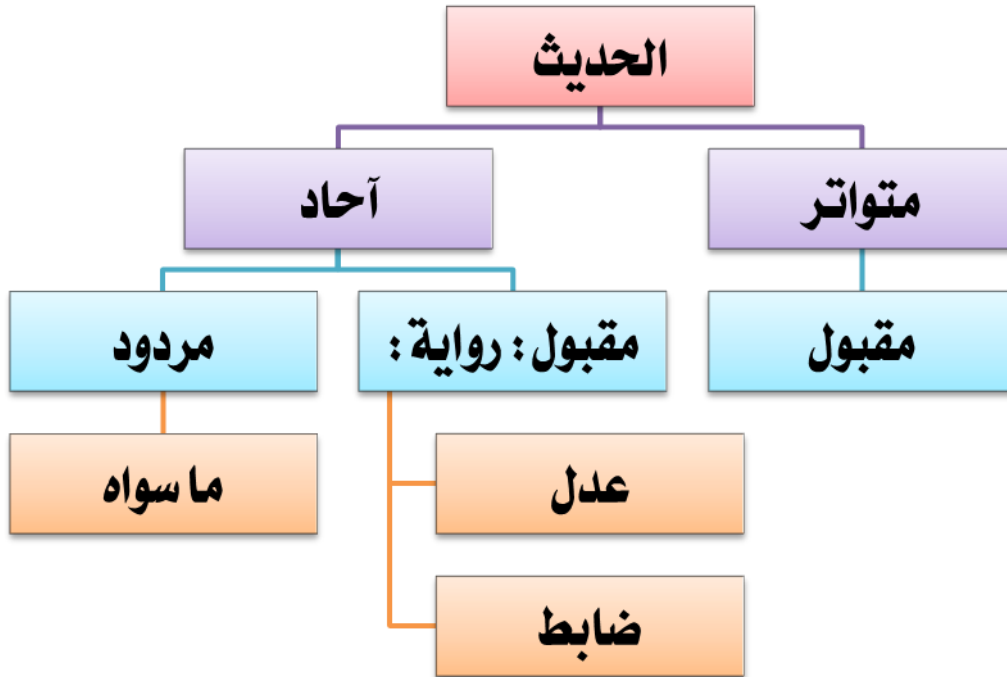 الحديث
متواتر
آحاد
مقبول
مقبول : رواية :
مردود
عدل
ما سواه
ضابط